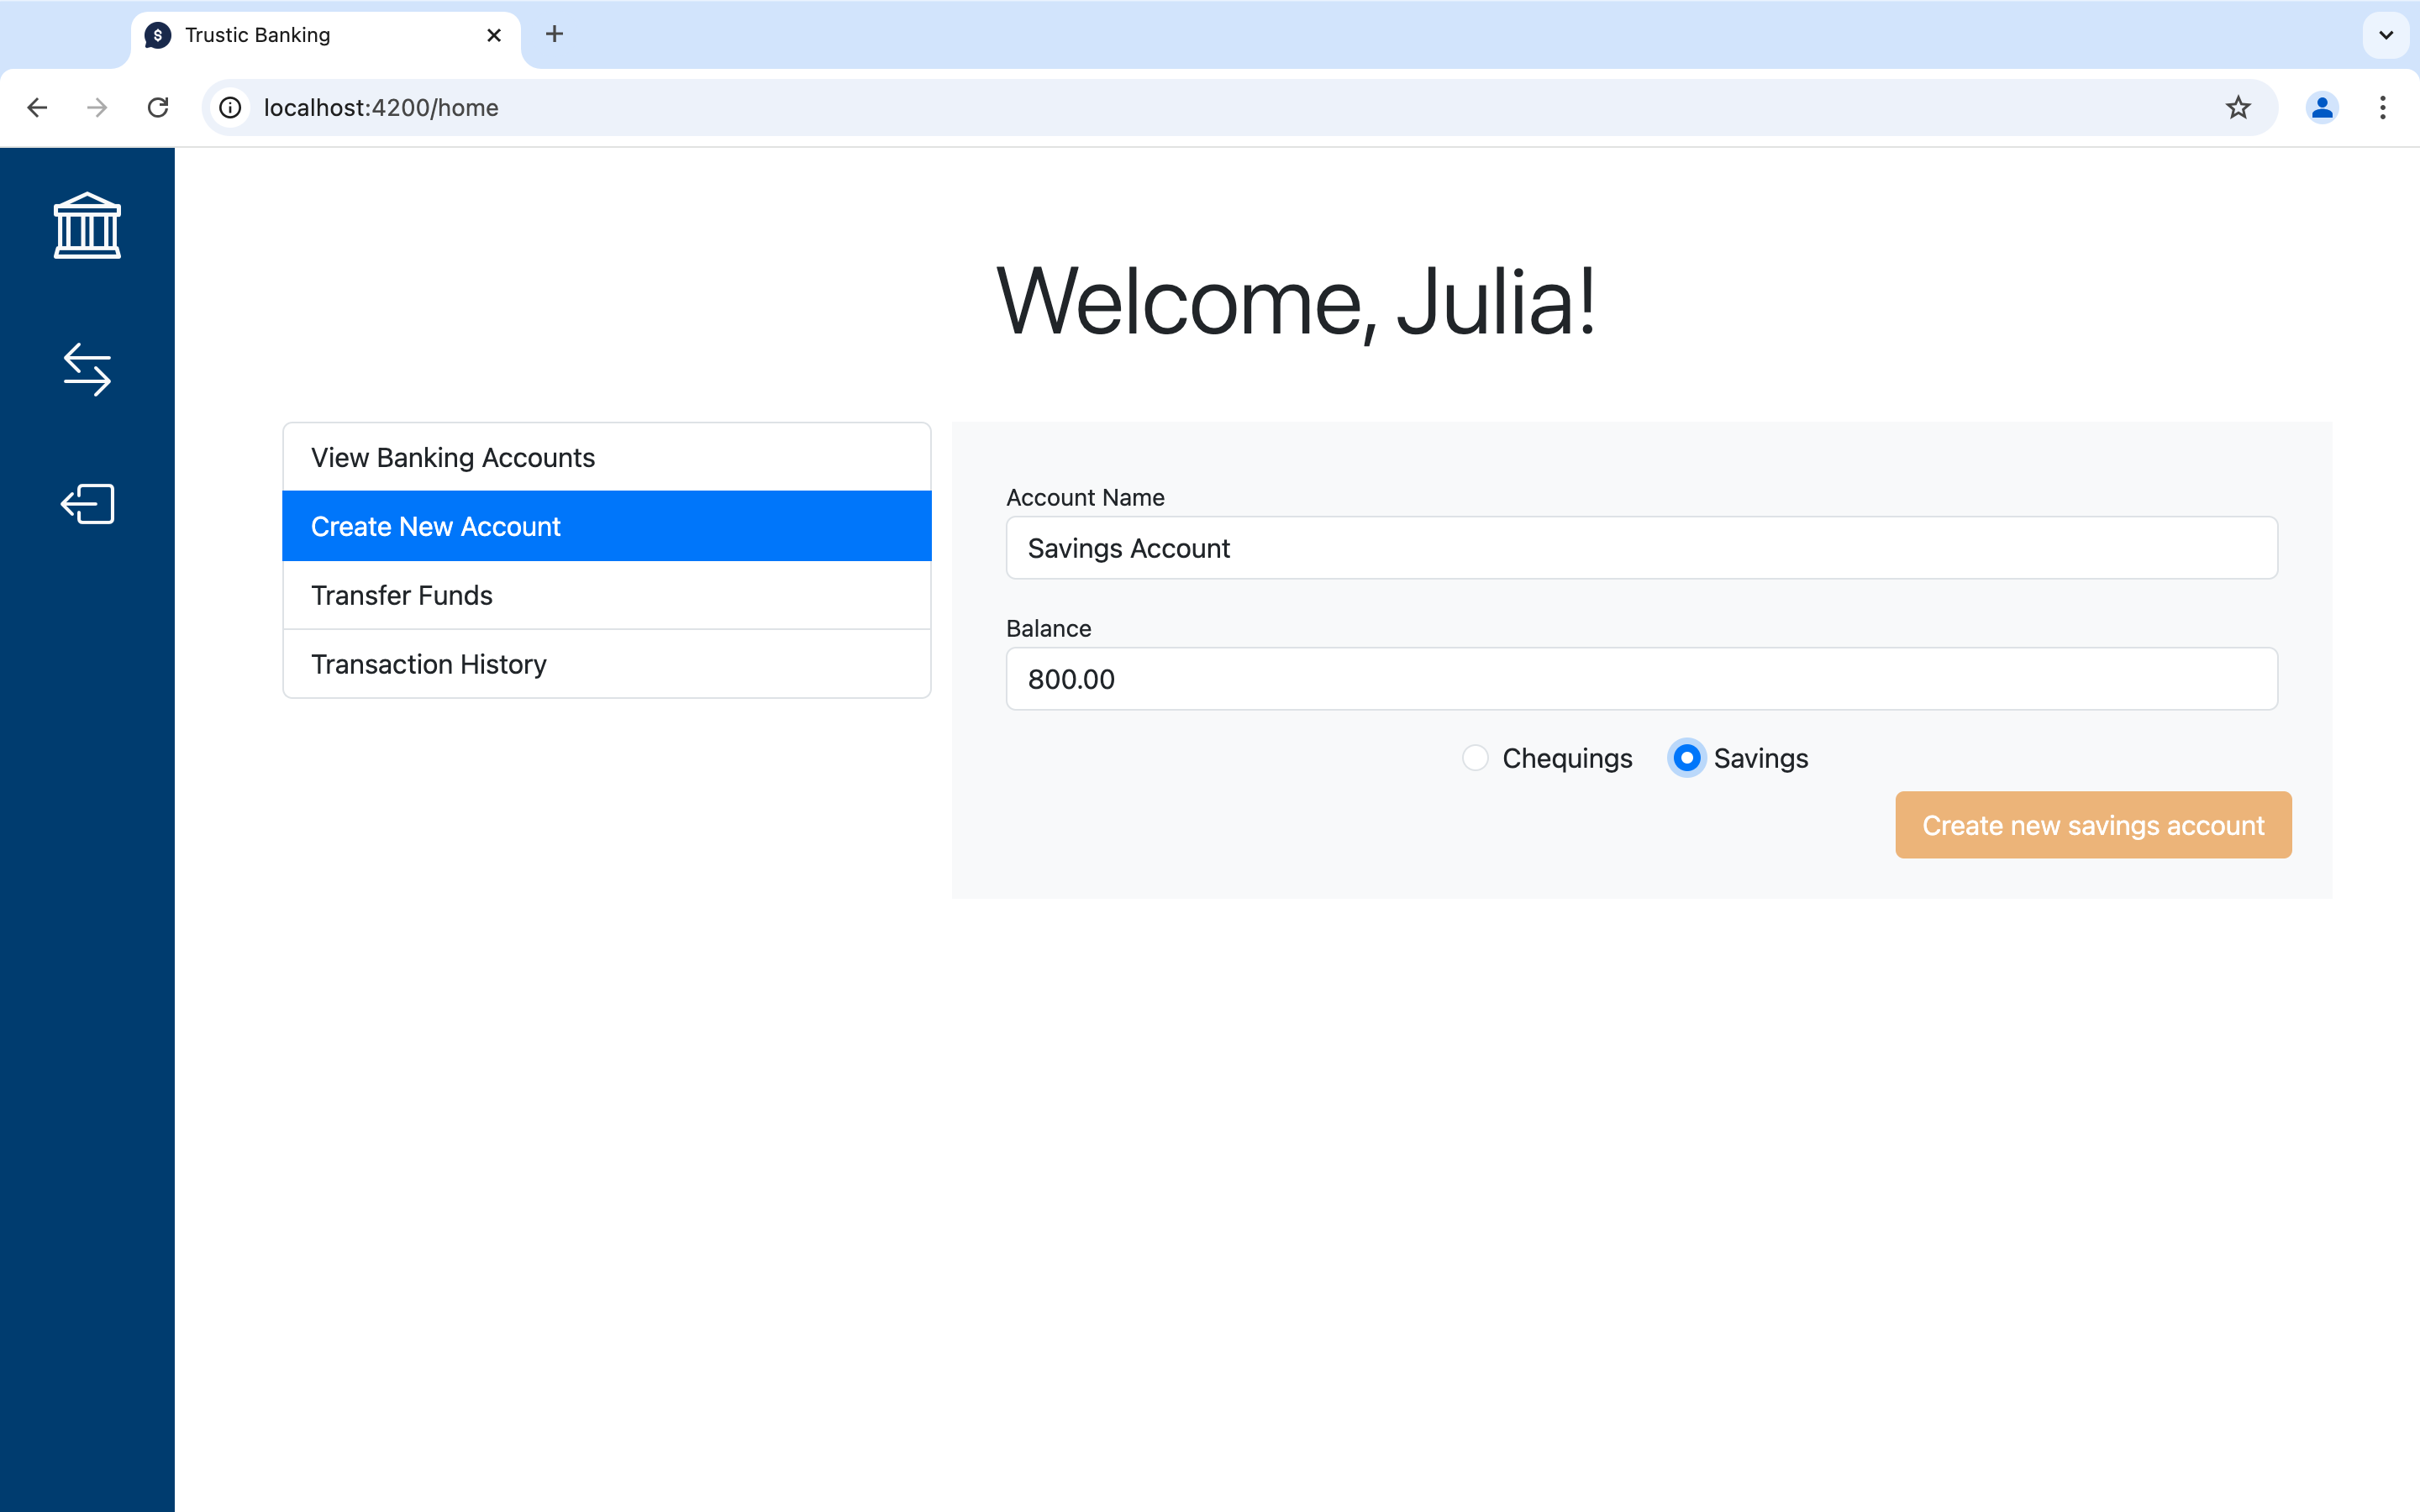 Trustic Banking
localhost:4200/home
Welcome, Julia!
View Banking Accounts
Create New Account
Transfer Funds
Transaction History
Account Name
Savings Account
Balance
800.00
Chequings Savings
Create new savings account